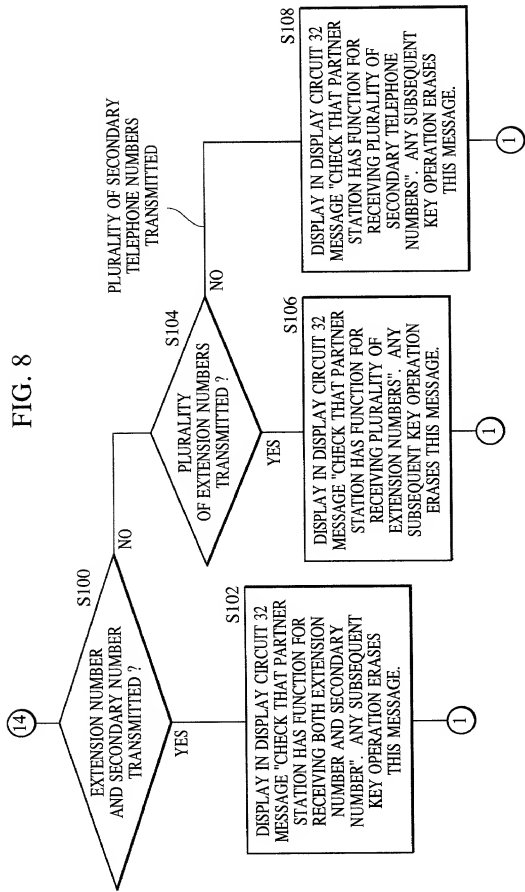 FIG. 8
14
S100
EXTENSION NUMBER
AND SECONDARY NUMBER
TRANSMITTED ?
NO
YES
S102
DISPLAY IN DISPLAY CIRCUIT 32
MESSAGE "CHECK THAT PARTNER
STATION HAS FUNCTION FOR
RECEIVING BOTH EXTENSION
NUMBER AND SECONDARY
NUMBER". ANY SUBSEQUENT
KEY OPERATION ERASES
THIS MESSAGE.
1
S104
PLURALITY
OF EXTENSION NUMBERS
TRANSMITTED ?
NO
YES
S106
DISPLAY IN DISPLAY CIRCUIT 32
MESSAGE "CHECK THAT PARTNER
STATION HAS FUNCTION FOR
RECEIVING PLURALITY OF
EXTENSION NUMBERS". ANY
SUBSEQUENT KEY OPERATION
ERASES THIS MESSAGE.
1
PLURALITY OF SECONDARY
TELEPHONE NUMBERS
TRANSMITTED
S108
DISPLAY IN DISPLAY CIRCUIT 32
MESSAGE "CHECK THAT PARTNER
STATION HAS FUNCTION FOR
RECEIVING PLURALITY OF
SECONDARY TELEPHONE
NUMBERS". ANY SUBSEQUENT
KEY OPERATION ERASES
THIS MESSAGE.
1